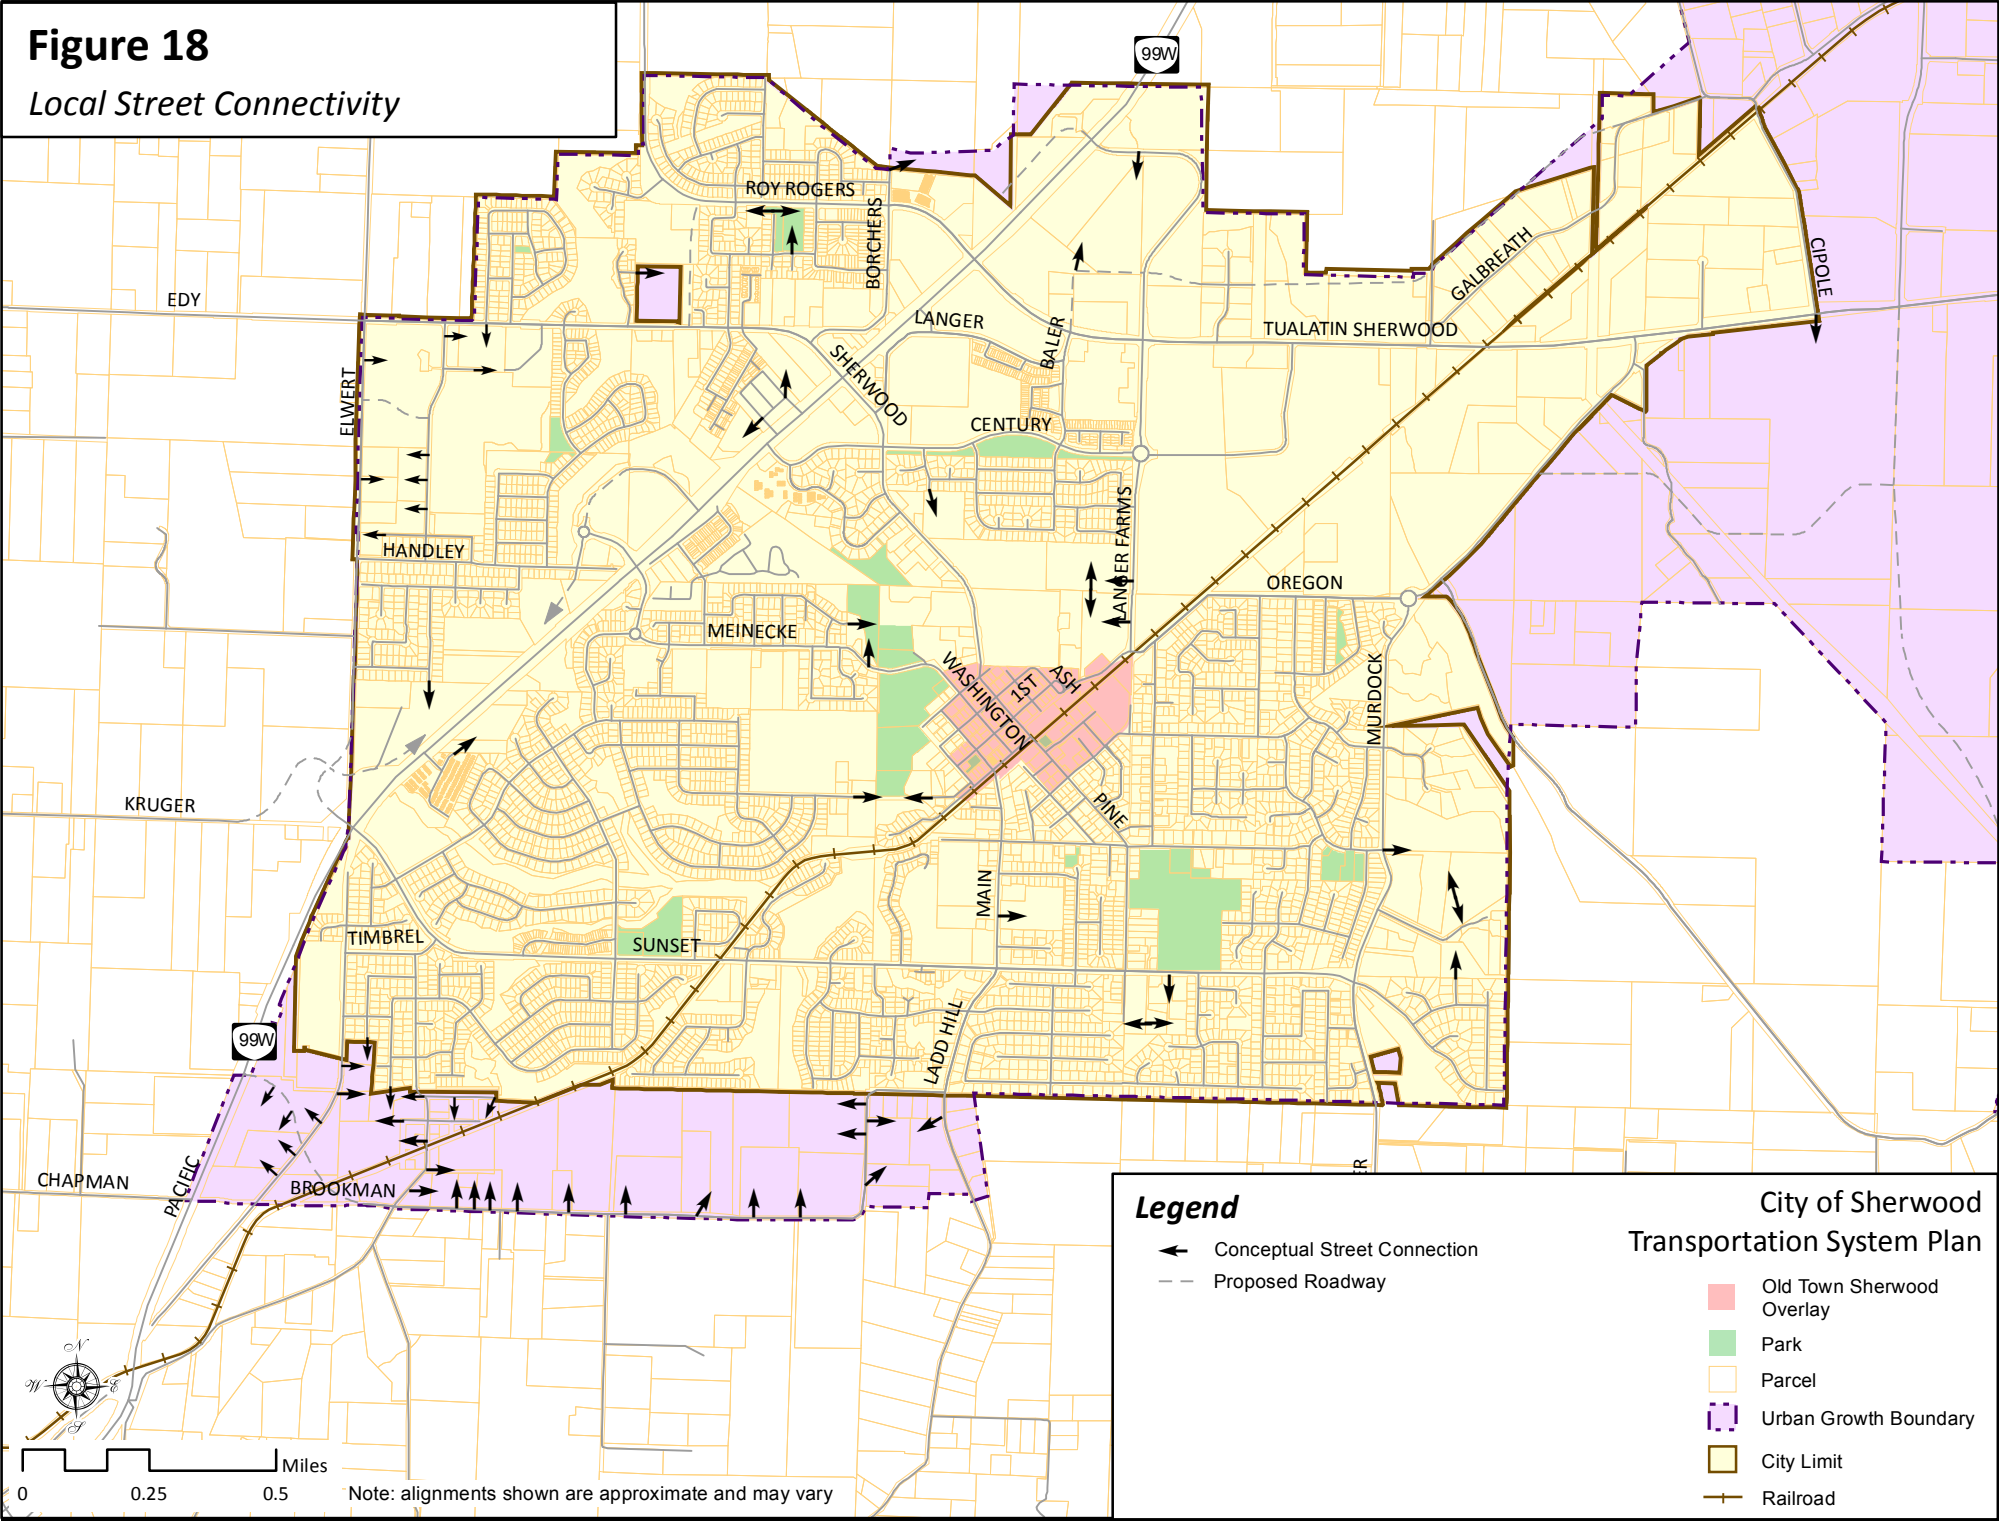 Figure 18
Local Street Connectivity
99W
ROY ROGERS
BORCHERS
EDY
LANGER
BALER
GALBREATH
CIPOLE
TUALATIN SHERWOOD
SHERWOOD
ELWERT
CENTURY
HANDLEY
LANGER FARMS
OREGON
MEINECKE
WASHINGTON
1ST
ASH
MURDOCK
KRUGER
PINE
MAIN
TIMBREL
SUNSET
LADD HILL
99W
CHAPMAN
PACIFIC
BROOKMAN
ER
Legend
Conceptual Street Connection
Proposed Roadway
City of Sherwood
Transportation System Plan
Old Town Sherwood
Overlay
Park
Parcel
Urban Growth Boundary
City Limit
Railroad
N
W
E
S
Miles
0
0.25
0.5
Note: alignments shown are approximate and may vary